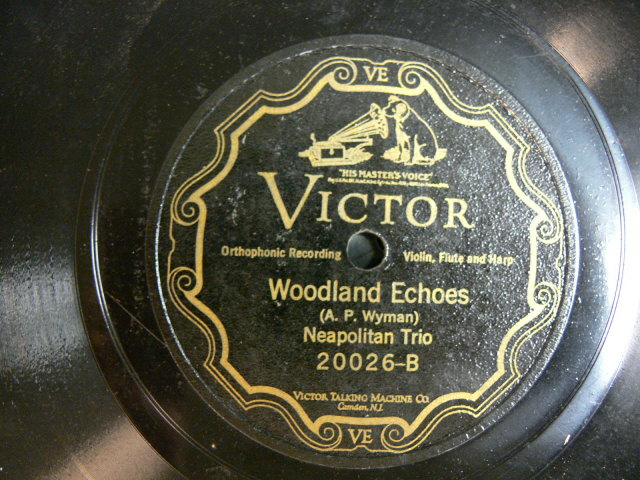 VE
"HIS MASTER'S VOICE"
VICTOR
Orthophonic Recording Violin, Flute and Harp
Woodland Echoes
(A. P. Wyman)
Neapolitan Trio
20026-B
VICTOR TALKING MACHINE CO.
Camden, N.J.
VE